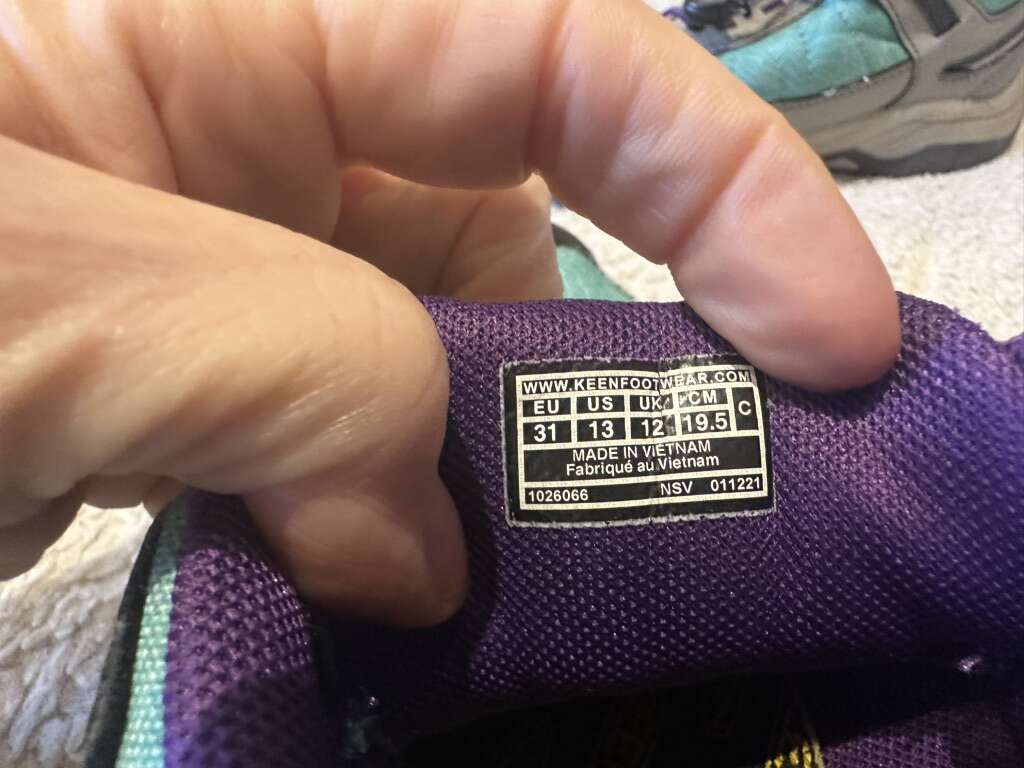 WWW.KEENFOOTWEAR.COM
EU US UK CM C
31 13 12 19.5
MADE IN VIETNAM
Fabriqué au Vietnam
1026066 NSV 011221